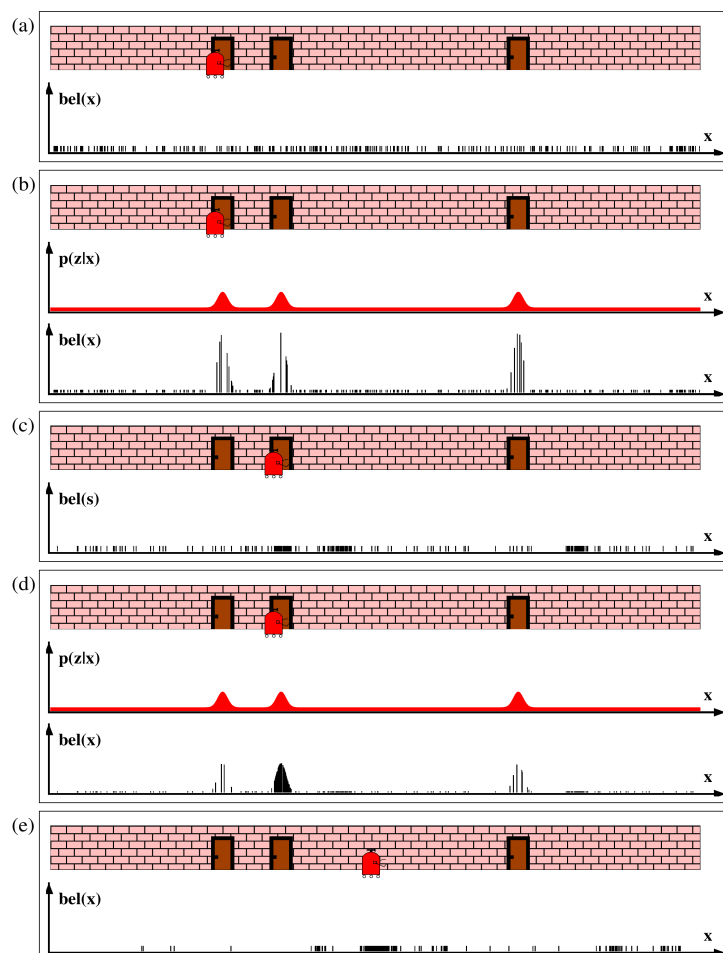 (a)
bel(x)
x
(b)
p(z|x)
x
bel(x)
x
(c)
bel(s)
x
(d)
p(z|x)
x
bel(x)
x
(e)
bel(x)
x